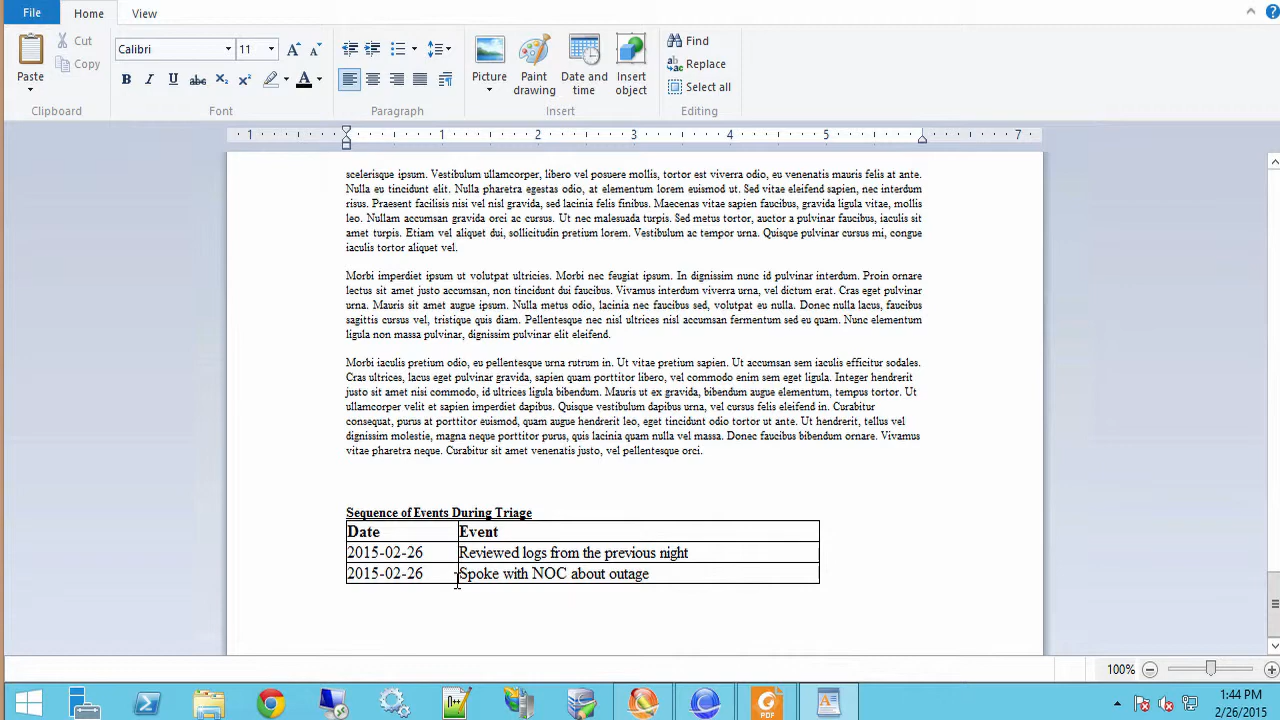 File Home View
Cut
Copy
Paste
Clipboard
Calibri 11
B I U abc X₂ X² A
Font
Paragraph
Picture
Paint drawing
Date and time
Insert object
Insert
Find
Replace
Select all
Editing
1 1 2 3 4 5 7
scelerisque ipsum. Vestibulum ullamcorper, libero vel posuere mollis, tortor est viverra odio, eu venenatis mauris felis at ante.
Nulla eu tincidunt elit. Nulla pharetra egestas odio, at elementum lorem euismod ut. Sed vitae eleifend sapien, nec interdum
risus. Praesent facilisis nisi vel nisl gravida, sed lacinia felis finibus. Maecenas vitae sapien faucibus, gravida ligula vitae, mollis
leo. Nullam accumsan gravida orci ac cursus. Ut nec malesuada turpis. Sed metus tortor, auctor a pulvinar faucibus, iaculis sit
amet turpis. Etiam vel aliquet dui, sollicitudin pretium lorem. Vestibulum ac tempor urna. Quisque pulvinar cursus mi, congue
iaculis tortor aliquet vel.
Morbi imperdiet ipsum ut volutpat ultricies. Morbi nec feugiat ipsum. In dignissim nunc id pulvinar interdum. Proin ornare
lectus sit amet justo accumsan, non tincidunt dui faucibus. Vivamus interdum viverra urna, vel dictum erat. Cras eget pulvinar
urna. Mauris sit amet augue ipsum. Nulla metus odio, lacinia nec faucibus sed, volutpat eu nulla. Donec nulla lacus, faucibus
sagittis cursus vel, tristique quis diam. Pellentesque nec nisl ultrices nisl accumsan fermentum sed eu quam. Nunc elementum
ligula non massa pulvinar, dignissim pulvinar elit eleifend.
Morbi iaculis pretium odio, eu pellentesque urna rutrum in. Ut vitae pretium sapien. Ut accumsan sem iaculis efficitur sodales.
Cras ultrices, lacus eget pulvinar gravida, sapien quam porttitor libero, vel commodo enim sem eget ligula. Integer hendrerit
justo sit amet nisi commodo, id ultrices ligula bibendum. Mauris ut ex gravida, bibendum augue elementum, tempus tortor. Ut
ullamcorper velit et sapien imperdiet dapibus. Quisque vestibulum dapibus urna, vel cursus felis eleifend in. Curabitur
consequat, purus at porttitor euismod, quam augue hendrerit leo, eget tincidunt odio tortor ut ante. Ut hendrerit, tellus vel
dignissim molestie, magna neque porttitor purus, quis lacinia quam nulla vel massa. Donec faucibus bibendum ornare. Vivamus
vitae pharetra neque. Curabitur sit amet venenatis justo, vel pellentesque orci.
Sequence of Events During Triage
Date Event
2015-02-26 Reviewed logs from the previous night
2015-02-26 Spoke with NOC about outage
100%
PDF
1:44 PM
2/26/2015